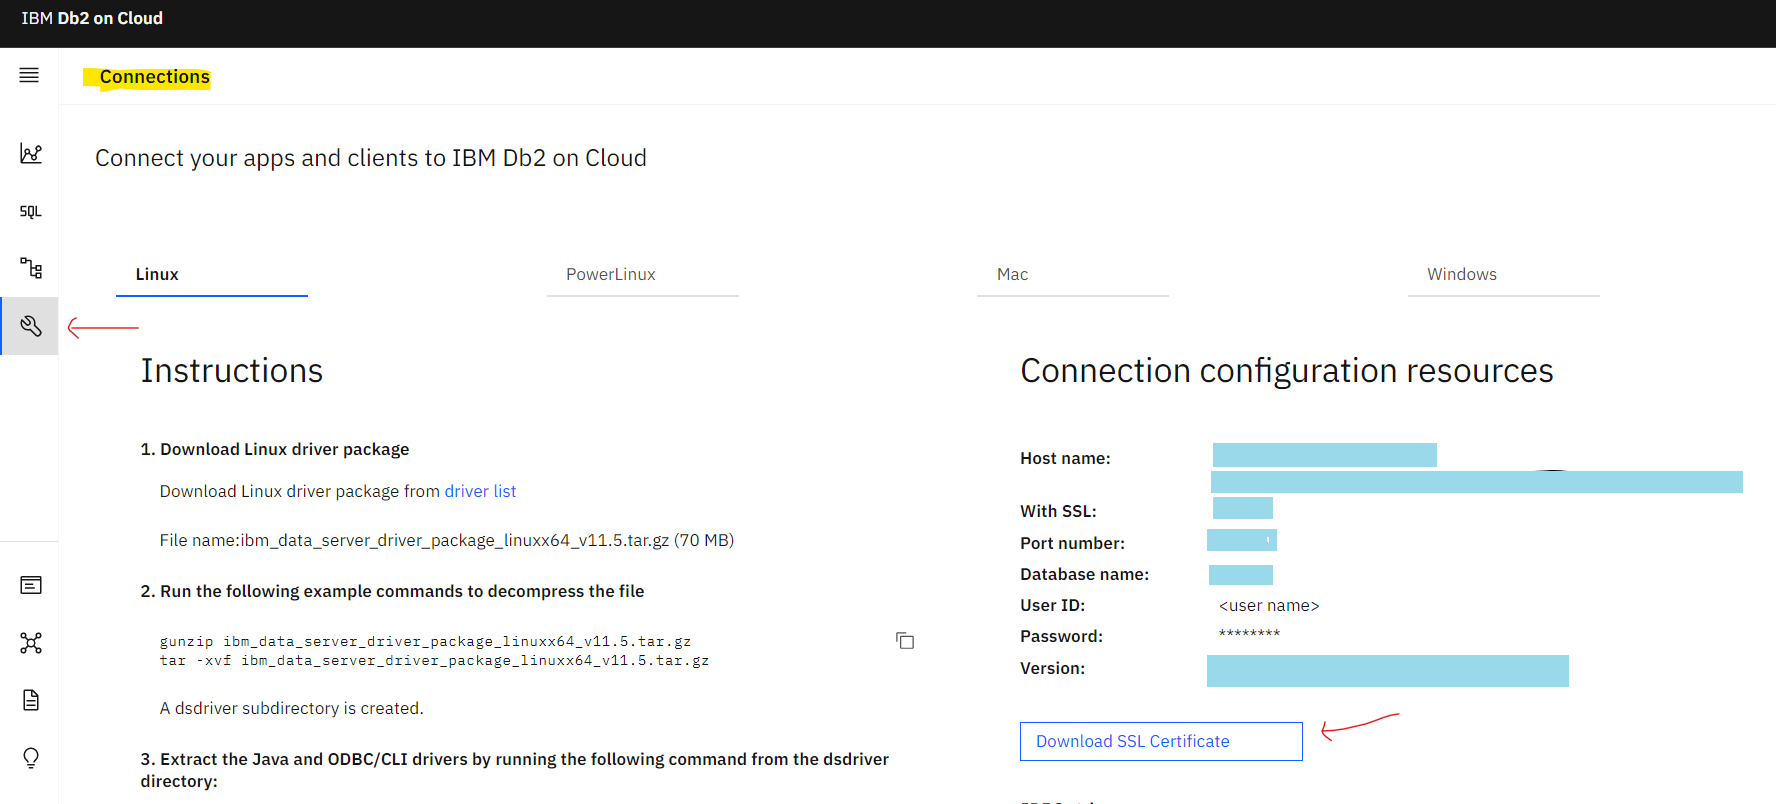 IBM Db2 on Cloud
Connections
Connect your apps and clients to IBM Db2 on Cloud
SQL
Linux
PowerLinux
Mac
Windows
Instructions
1. Download Linux driver package
Download Linux driver package from driver list
File name:ibm_data_server_driver_package_linuxx64_v11.5.tar.gz (70 MB)
2. Run the following example commands to decompress the file
gunzip ibm_data_server_driver_package_linuxx64_v11.5.tar.gz
tar -xvf ibm_data_server_driver_package_linuxx64_v11.5.tar.gz
A dsdriver subdirectory is created.
3. Extract the Java and ODBC/CLI drivers by running the following command from the dsdriver
directory:
Connection configuration resources
Host name:
With SSL:
Port number:
Database name:
User ID: <user name>
Password: ********
Version:
Download SSL Certificate